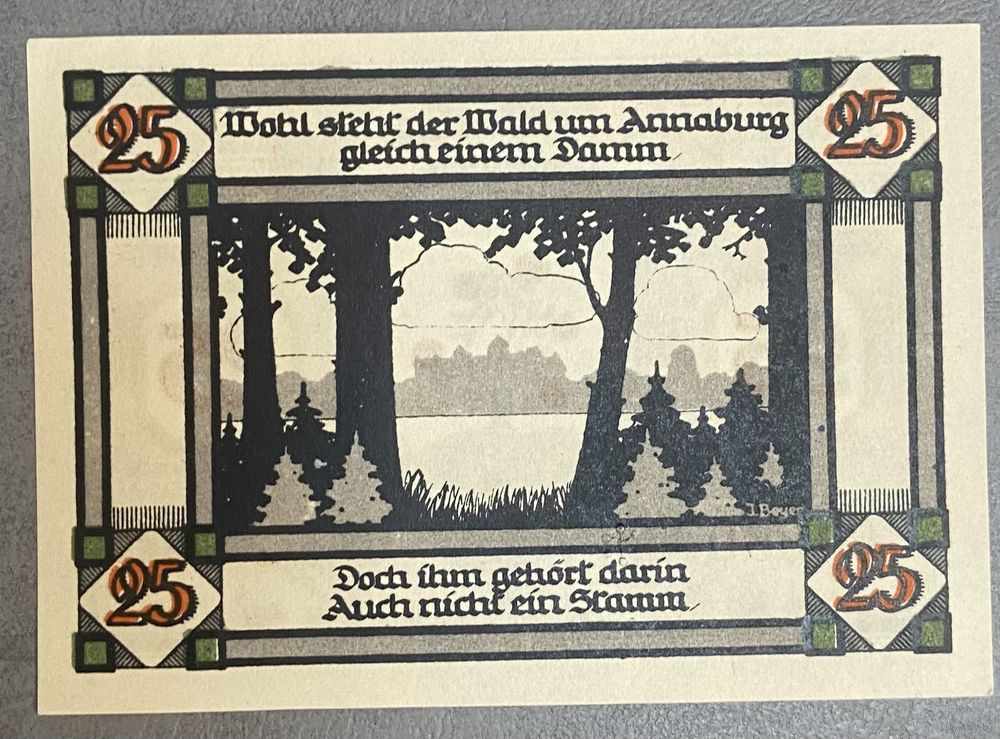 25
Wohl steht der Wald um Annaburg
25
gleich einem Damm
J. Beyer
25
Doch ihm gehört darin
25
Auch nicht ein Stamm